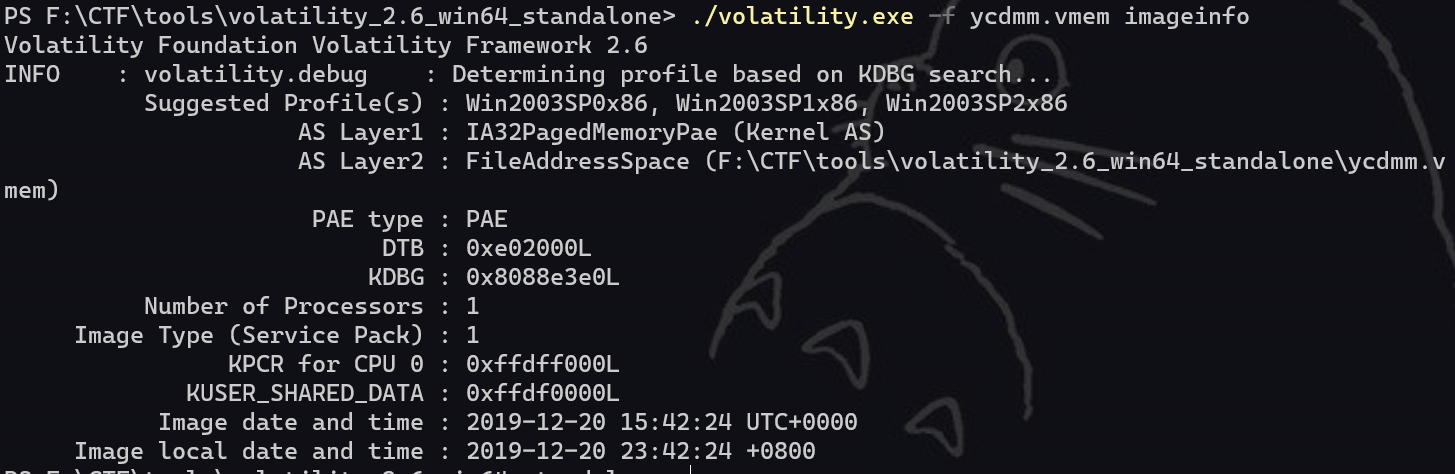 PS F:\CTF\tools\volatility_2.6_win64_standalone> ./volatility.exe -f ycdmm.vmem imageinfo
Volatility Foundation Volatility Framework 2.6
INFO    : volatility.debug    : Determining profile based on KDBG search...
          Suggested Profile(s) : Win2003SP0x86, Win2003SP1x86, Win2003SP2x86
                     AS Layer1 : IA32PagedMemoryPae (Kernel AS)
                     AS Layer2 : FileAddressSpace (F:\CTF\tools\volatility_2.6_win64_standalone\ycdmm.v
mem)
                      PAE type : PAE
                           DTB : 0xe02000L
                          KDBG : 0x8088e3e0L
          Number of Processors : 1
     Image Type (Service Pack) : 1
                KPCR for CPU 0 : 0xffdff000L
             KUSER_SHARED_DATA : 0xffdf0000L
           Image date and time : 2019-12-20 15:42:24 UTC+0000
     Image local date and time : 2019-12-20 23:42:24 +0800